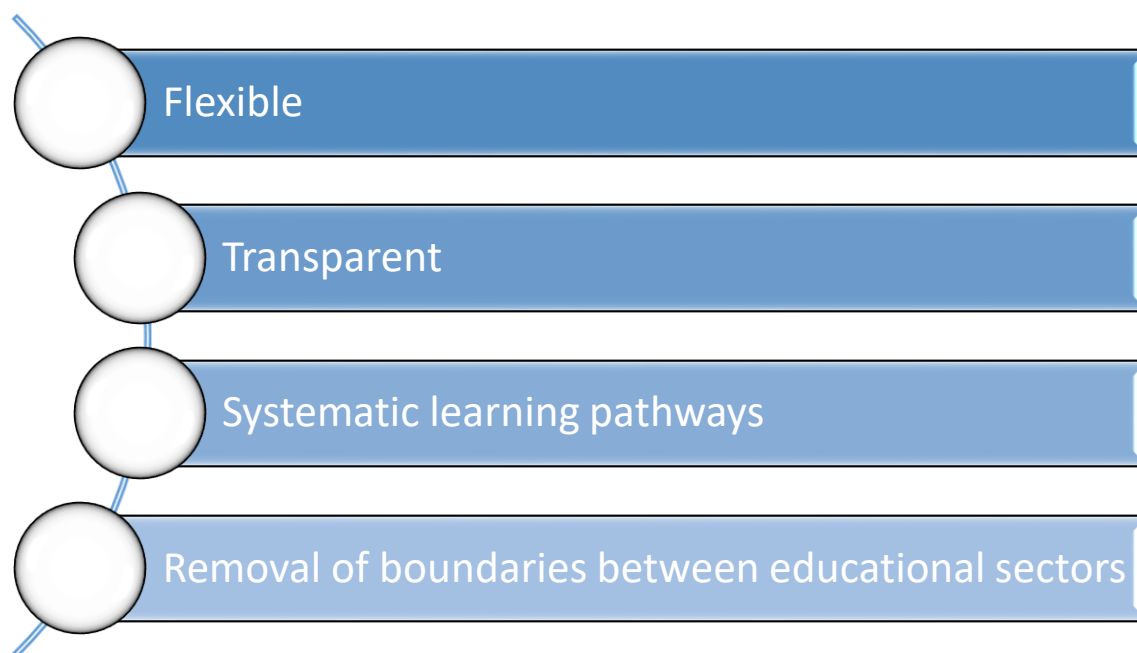 Flexible
Transparent
Systematic learning pathways
Removal of boundaries between educational sectors